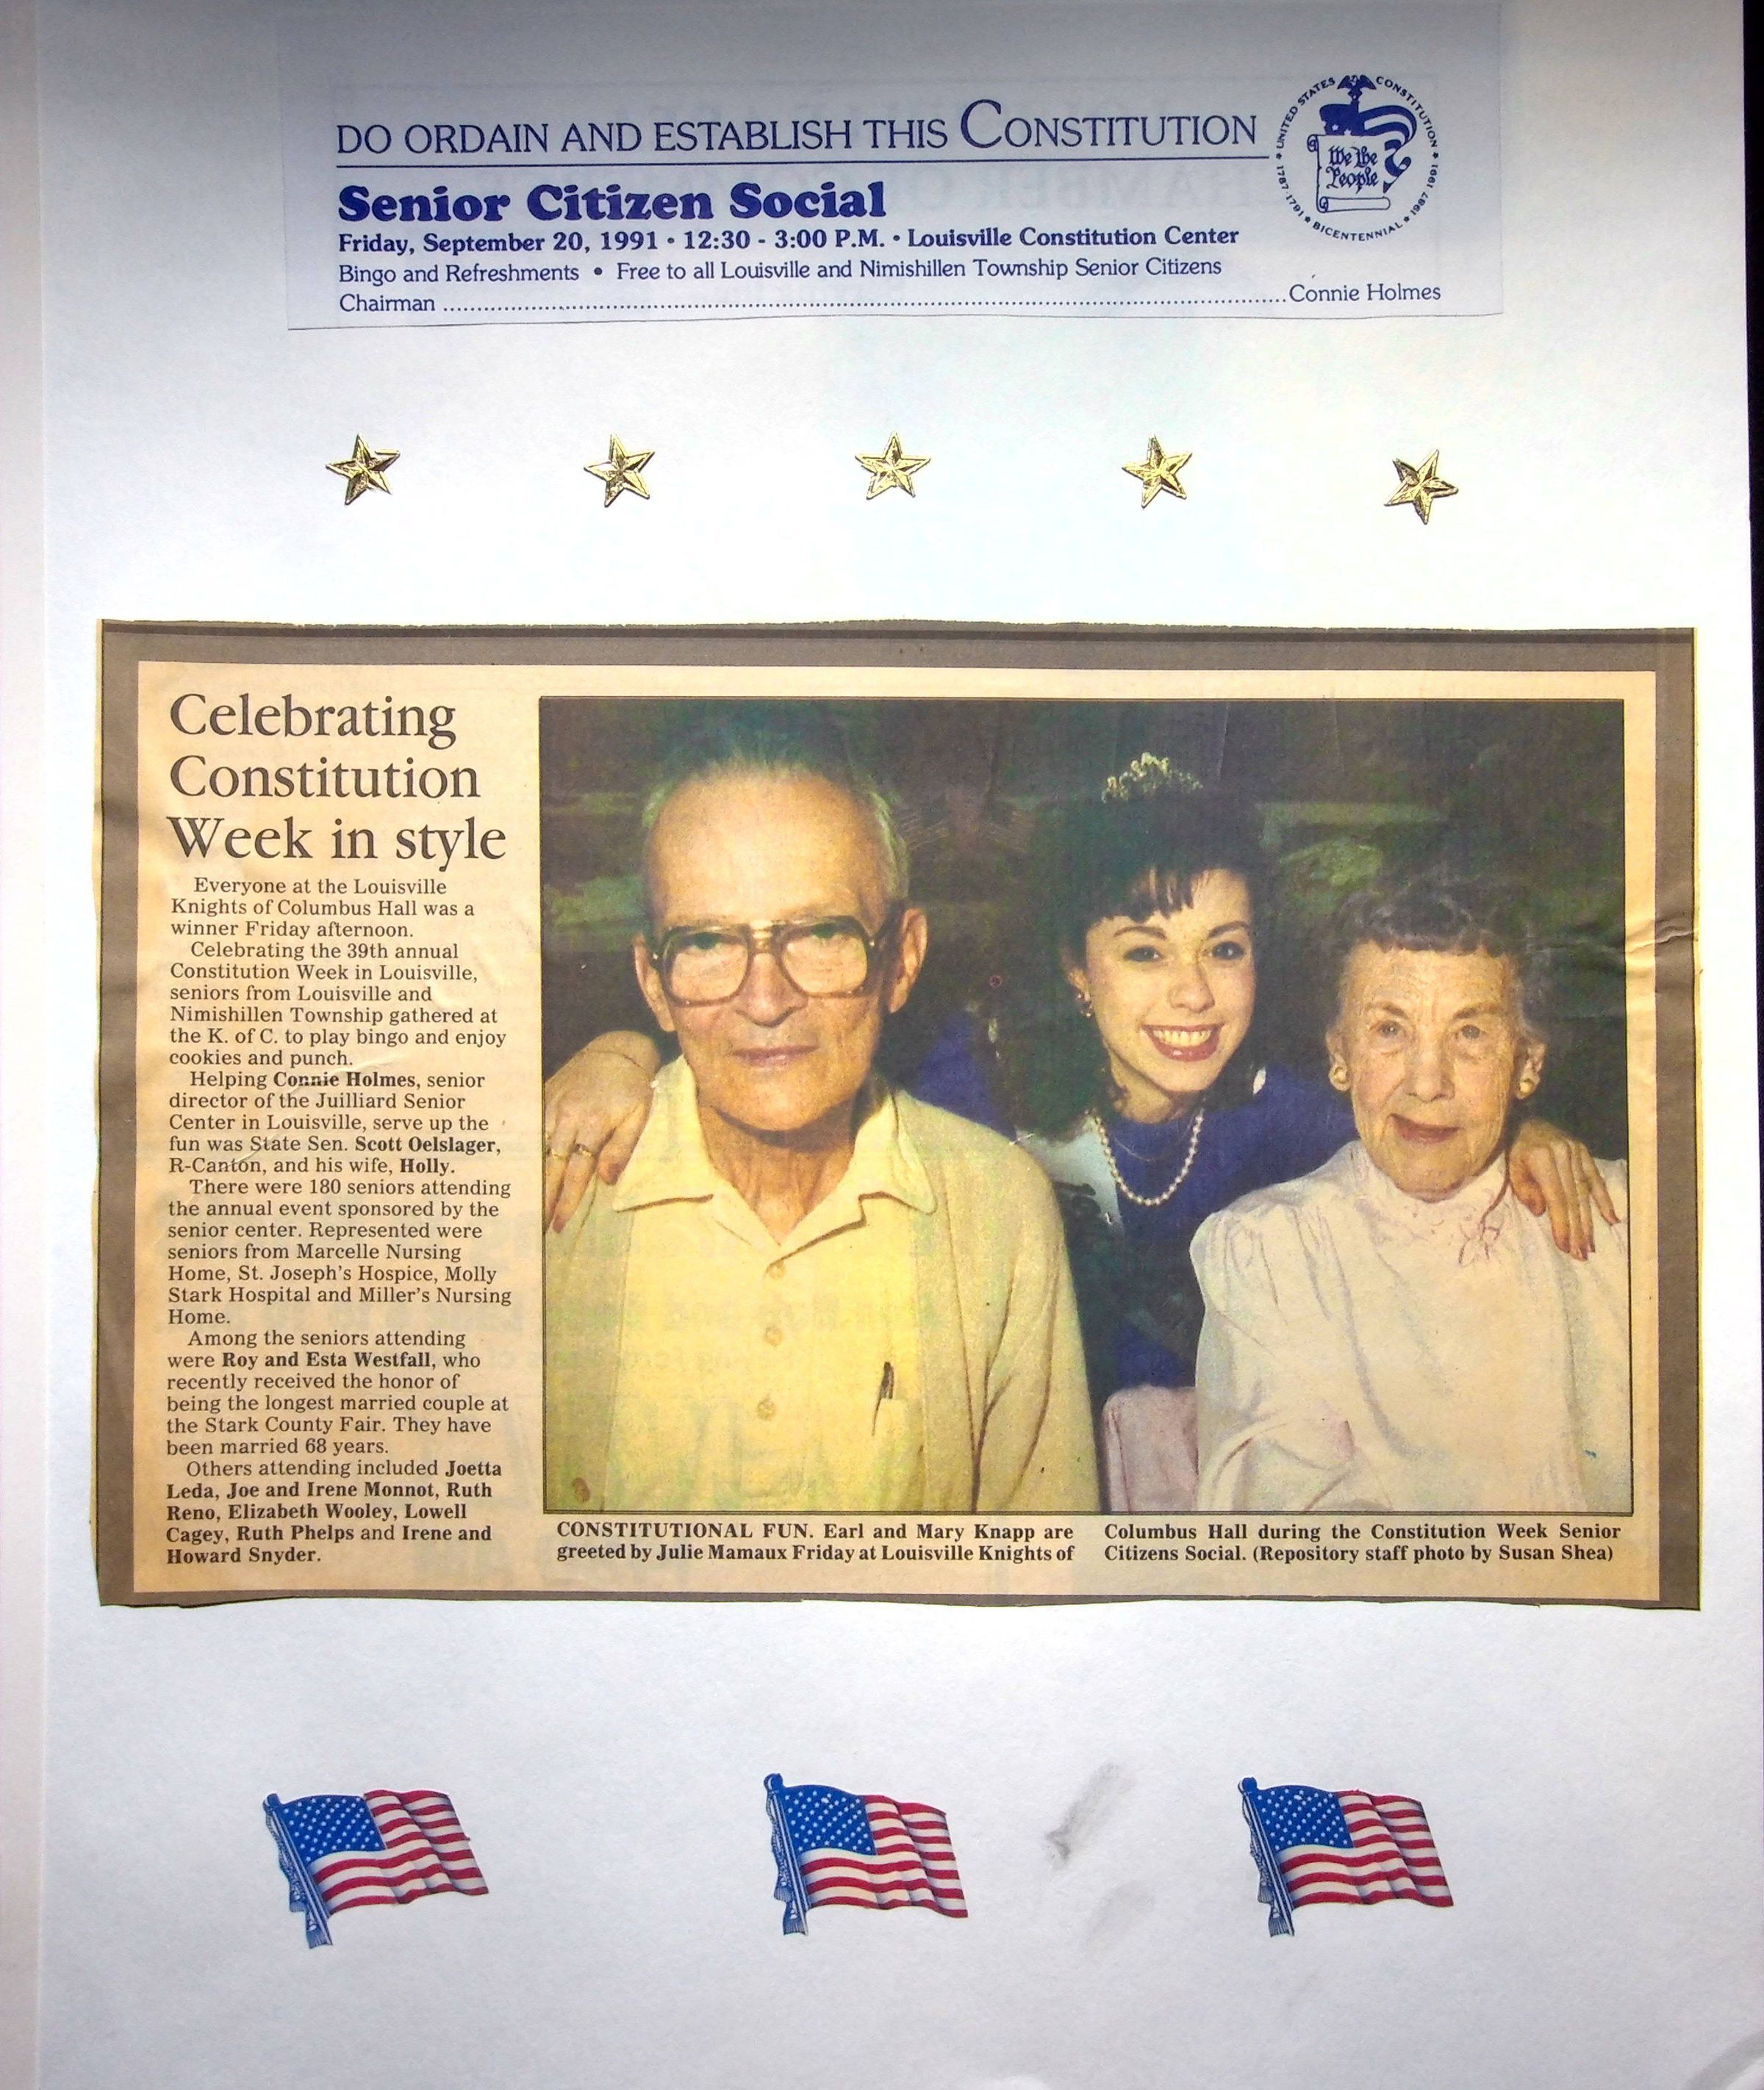 DO ORDAIN AND ESTABLISH THIS CONSTITUTION
★ UNITED STATES CONSTITUTION ★ 1787-1791 ★ BICENTENNIAL ★ 1987-1991
We the
People
Senior Citizen Social
Friday, September 20, 1991 • 12:30 - 3:00 P.M. • Louisville Constitution Center
Bingo and Refreshments • Free to all Louisville and Nimishillen Township Senior Citizens
Chairman ........................................................................................................................Connie Holmes
Celebrating
Constitution
Week in style
Everyone at the Louisville
Knights of Columbus Hall was a
winner Friday afternoon.
Celebrating the 39th annual
Constitution Week in Louisville,
seniors from Louisville and
Nimishillen Township gathered at
the K. of C. to play bingo and enjoy
cookies and punch.
Helping Connie Holmes, senior
director of the Juilliard Senior
Center in Louisville, serve up the
fun was State Sen. Scott Oelslager,
R-Canton, and his wife, Holly.
There were 180 seniors attending
the annual event sponsored by the
senior center. Represented were
seniors from Marcelle Nursing
Home, St. Joseph's Hospice, Molly
Stark Hospital and Miller's Nursing
Home.
Among the seniors attending
were Roy and Esta Westfall, who
recently received the honor of
being the longest married couple at
the Stark County Fair. They have
been married 68 years.
Others attending included Joetta
Leda, Joe and Irene Monnot, Ruth
Reno, Elizabeth Wooley, Lowell
Cagey, Ruth Phelps and Irene and
Howard Snyder.
CONSTITUTIONAL FUN. Earl and Mary Knapp are
greeted by Julie Mamaux Friday at Louisville Knights of
Columbus Hall during the Constitution Week Senior
Citizens Social. (Repository staff photo by Susan Shea)